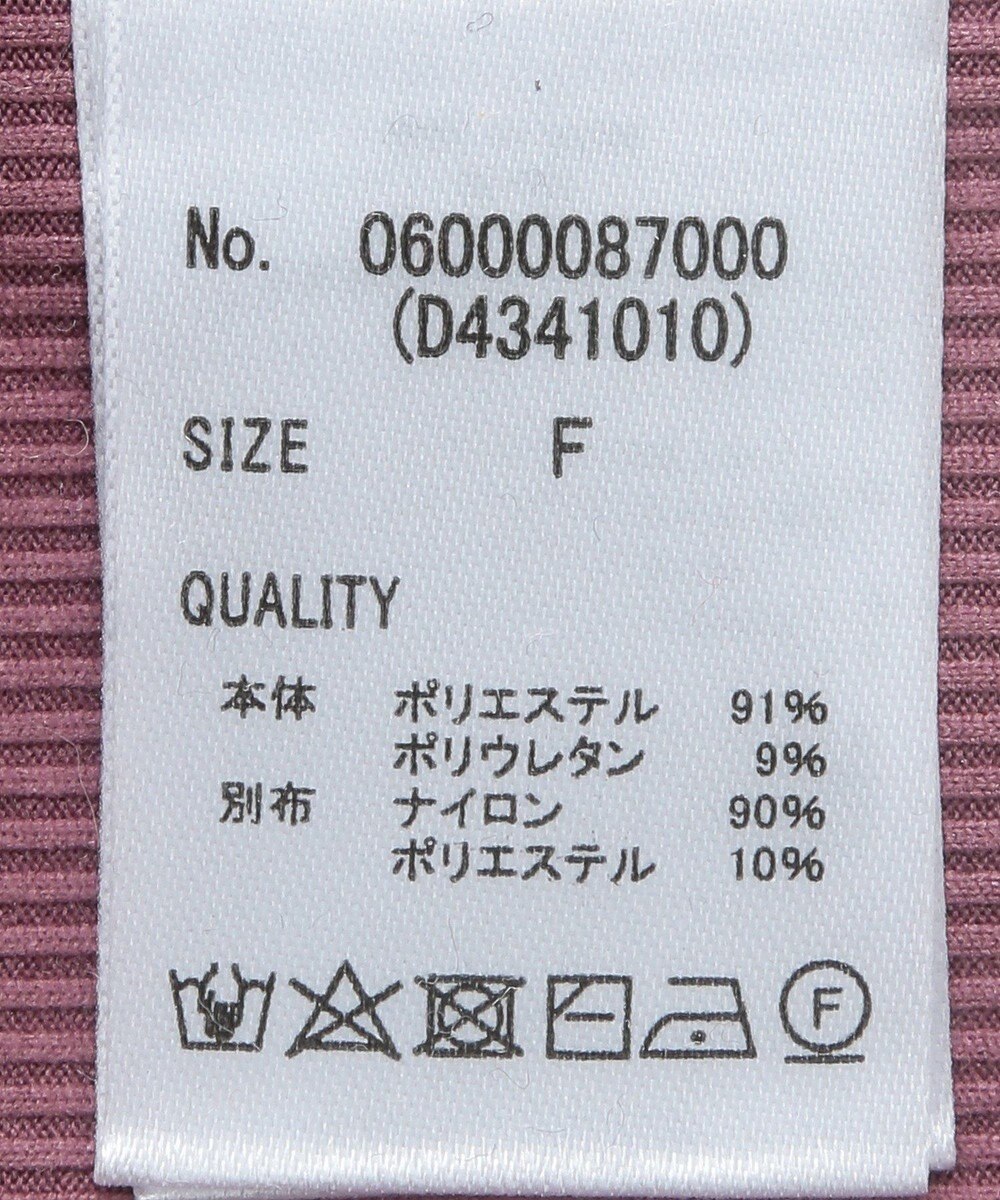 No. 06000087000
(D4341010)
SIZE F
QUALITY
本体 ポリエステル 91%
ポリウレタン 9%
別布 ナイロン 90%
ポリエステル 10%
F